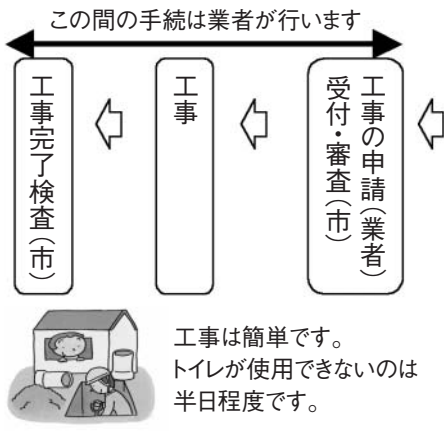 この間の手続は業者が行います
工事の申請(業者)
受付・審査(市)
工事
工事完了検査(市)
工事は簡単です。
トイレが使用できないのは
半日程度です。